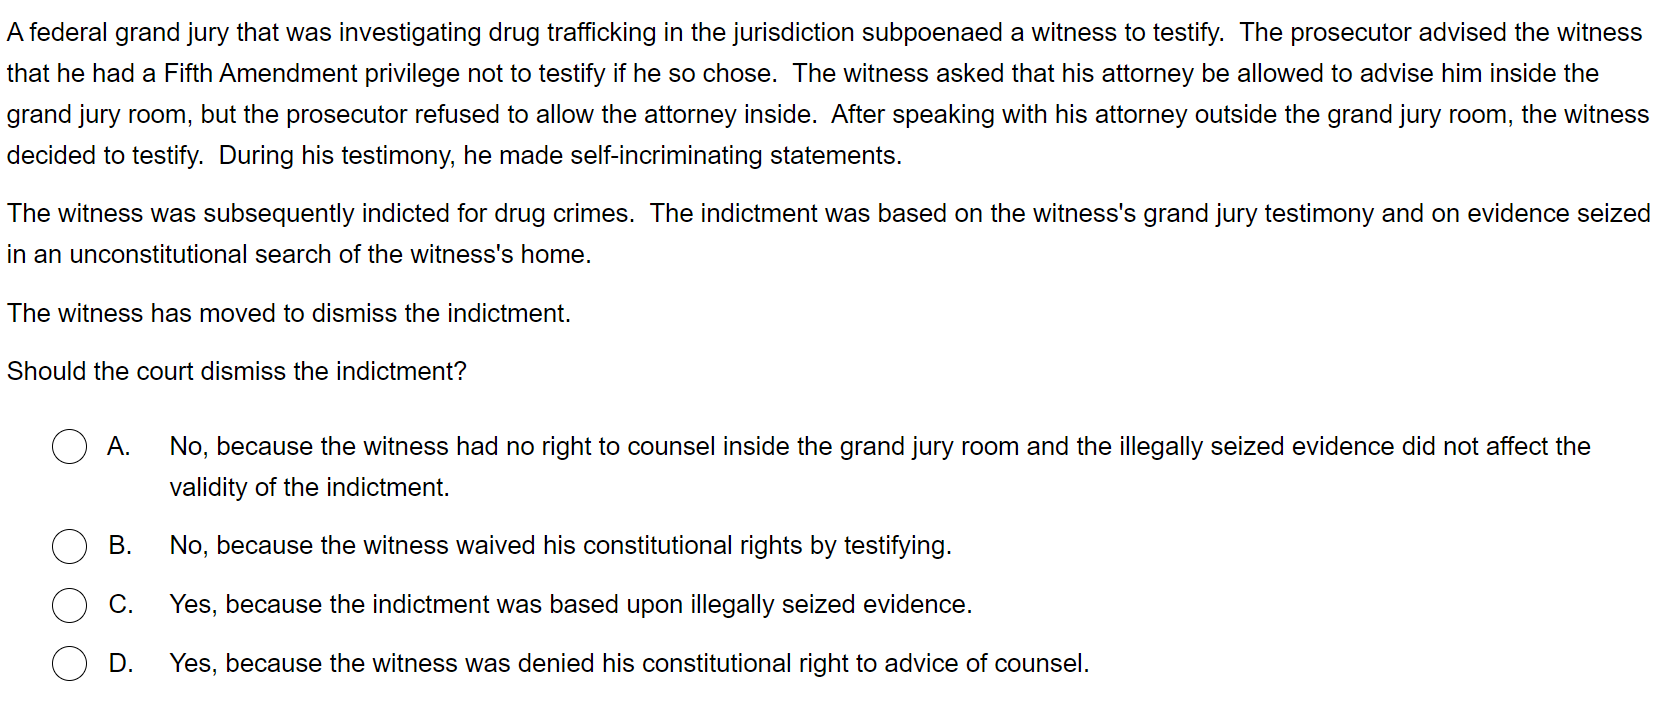 A federal grand jury that was investigating drug trafficking in the jurisdiction subpoenaed a witness to testify.  The prosecutor advised the witness
that he had a Fifth Amendment privilege not to testify if he so chose.  The witness asked that his attorney be allowed to advise him inside the
grand jury room, but the prosecutor refused to allow the attorney inside.  After speaking with his attorney outside the grand jury room, the witness
decided to testify.  During his testimony, he made self-incriminating statements.
The witness was subsequently indicted for drug crimes.  The indictment was based on the witness's grand jury testimony and on evidence seized
in an unconstitutional search of the witness's home.
The witness has moved to dismiss the indictment.
Should the court dismiss the indictment?
A. No, because the witness had no right to counsel inside the grand jury room and the illegally seized evidence did not affect the
validity of the indictment.
B. No, because the witness waived his constitutional rights by testifying.
C. Yes, because the indictment was based upon illegally seized evidence.
D. Yes, because the witness was denied his constitutional right to advice of counsel.